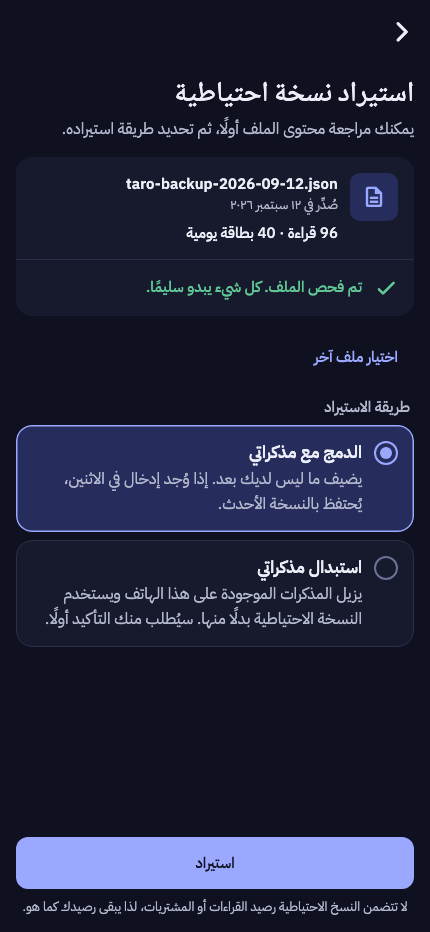 استيراد نسخة احتياطية
يمكنك مراجعة محتوى الملف أولًا، ثم تحديد طريقة استيراده.
taro-backup-2026-09-12.json
صُدِّر في ١٢ سبتمبر ٢٠٢٦
96 قراءة · 40 بطاقة يومية
تم فحص الملف. كل شيء يبدو سليمًا.
اختيار ملف آخر
طريقة الاستيراد
الدمج مع مذكراتي
يضيف ما ليس لديك بعد. إذا وُجد إدخال في الاثنين،
يُحتفظ بالنسخة الأحدث.
استبدال مذكراتي
يزيل المذكرات الموجودة على هذا الهاتف ويستخدم
النسخة الاحتياطية بدلًا منها. سيُطلب منك التأكيد أولًا.
استيراد
لا تتضمن النسخ الاحتياطية رصيد القراءات أو المشتريات، لذا يبقى رصيدك كما هو.